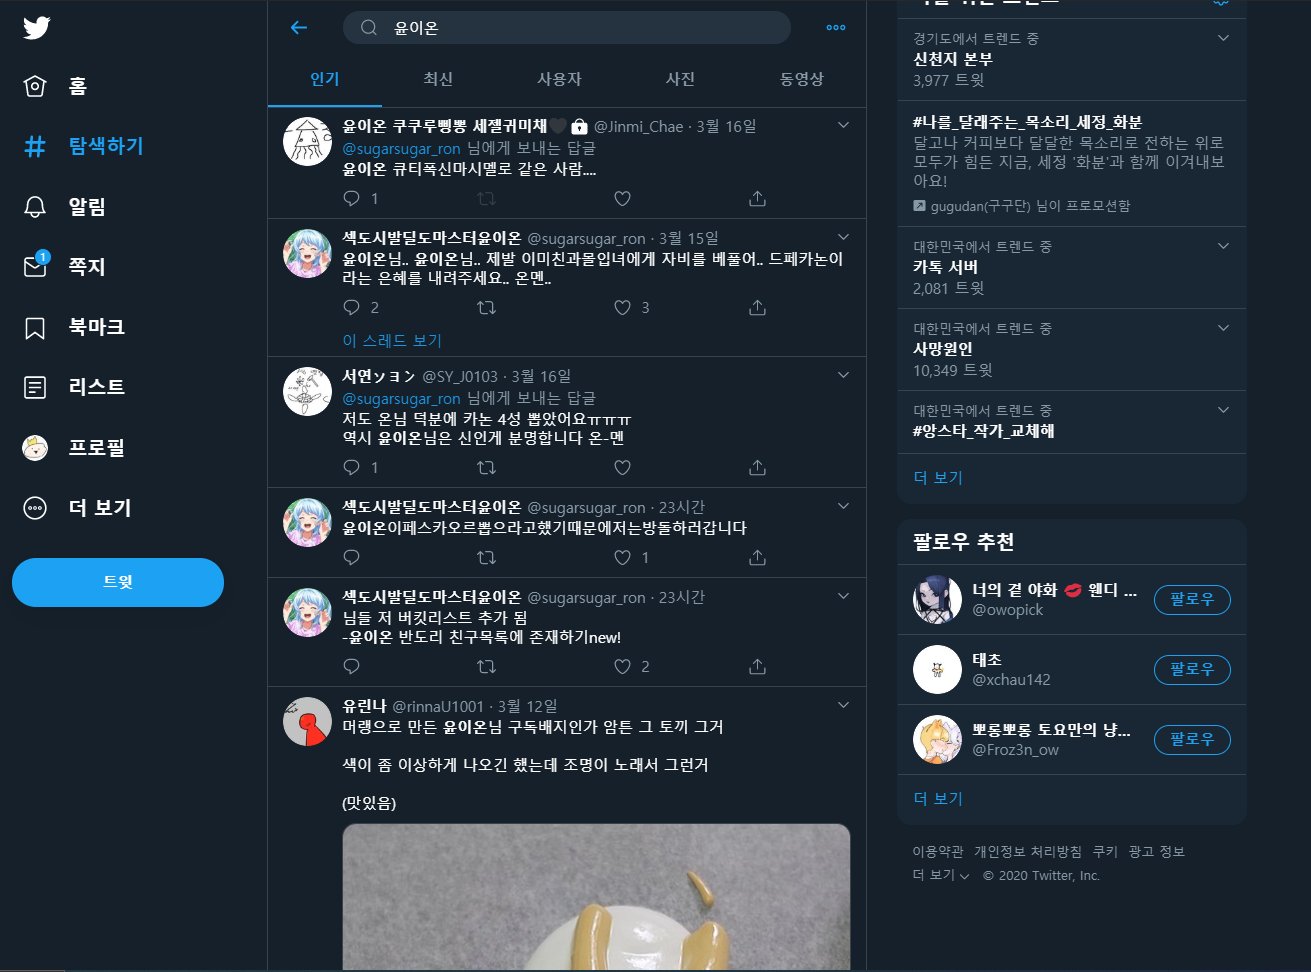 홈
탐색하기
알림
1
쪽지
북마크
리스트
프로필
더 보기
트윗
윤이온
인기 최신 사용자 사진 동영상
윤이온 쿠쿠루삥뽕 세젤귀미채🖤 @Jinmi_Chae · 3월 16일
@sugarsugar_ron 님에게 보내는 답글
윤이온 큐티폭신마시멜로 같은 사람....
1
섹도시발딜도마스터윤이온 @sugarsugar_ron · 3월 15일
윤이온님.. 윤이온님.. 제발 이미친과몰입녀에게 자비를 베풀어.. 드페카논이
라는 은혜를 내려주세요.. 온멘..
2 3
이 스레드 보기
서연ソヨン @SY_J0103 · 3월 16일
@sugarsugar_ron 님에게 보내는 답글
저도 온님 덕분에 카논 4성 뽑았어요ㅠㅠㅠ
역시 윤이온님은 신인게 분명합니다 온-멘
1
섹도시발딜도마스터윤이온 @sugarsugar_ron · 23시간
윤이온이페스카오르뽑으라고했기때문에저는방돌하러갑니다
1
섹도시발딜도마스터윤이온 @sugarsugar_ron · 23시간
님들 저 버킷리스트 추가 됨
-윤이온 반도리 친구목록에 존재하기new!
2
유린나 @rinnaU1001 · 3월 12일
머랭으로 만든 윤이온님 구독배지인가 암튼 그 토끼 그거
색이 좀 이상하게 나오긴 했는데 조명이 노래서 그런거
(맛있음)
경기도에서 트렌드 중
신천지 본부
3,977 트윗
#나를_달래주는_목소리_세정_화분
달고나 커피보다 달달한 목소리로 전하는 위로
모두가 힘든 지금, 세정 '화분'과 함께 이겨내보
아요!
gugudan(구구단) 님이 프로모션함
대한민국에서 트렌드 중
카톡 서버
2,081 트윗
대한민국에서 트렌드 중
사망원인
10,349 트윗
대한민국에서 트렌드 중
#앙스타_작가_교체해
더 보기
팔로우 추천
너의 곁 야화 💋 웬디 ...
@owopick
팔로우
태초
@xchau142
팔로우
뽀롱뽀롱 토요만의 냥...
@Froz3n_ow
팔로우
더 보기
이용약관 개인정보 처리방침 쿠키 광고 정보
더 보기 © 2020 Twitter, Inc.